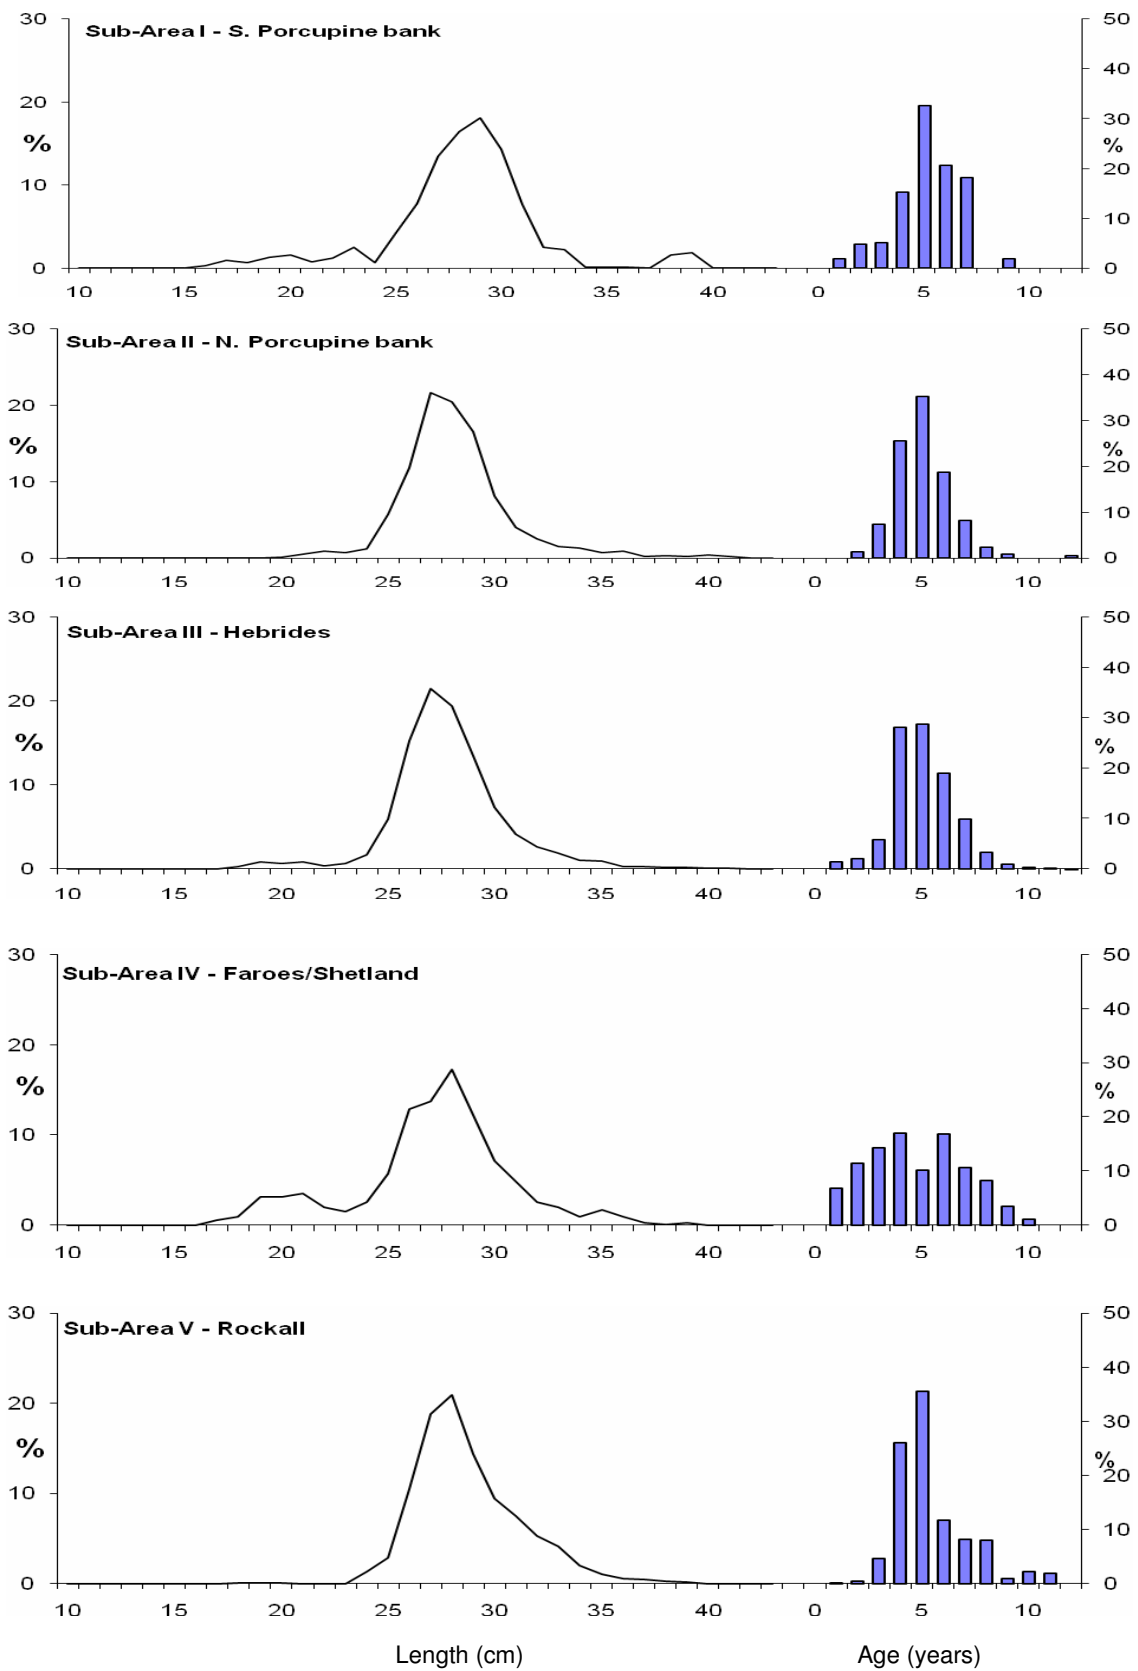 Sub-Area I - S. Porcupine bank
30 20 % 10 0
50 40 30 % 20 10 0
10 15 20 25 30 35 40 0 5 10
Sub-Area II - N. Porcupine bank
30 20 % 10 0
50 40 30 % 20 10 0
10 15 20 25 30 35 40 0 5 10
Sub-Area III - Hebrides
30 20 % 10 0
50 40 30 % 20 10 0
10 15 20 25 30 35 40 0 5 10
Sub-Area IV - Faroes/Shetland
30 20 % 10 0
50 40 30 % 20 10 0
10 15 20 25 30 35 40 0 5 10
Sub-Area V - Rockall
30 20 % 10 0
50 40 30 % 20 10 0
10 15 20 25 30 35 40 0 5 10
Length (cm) Age (years)